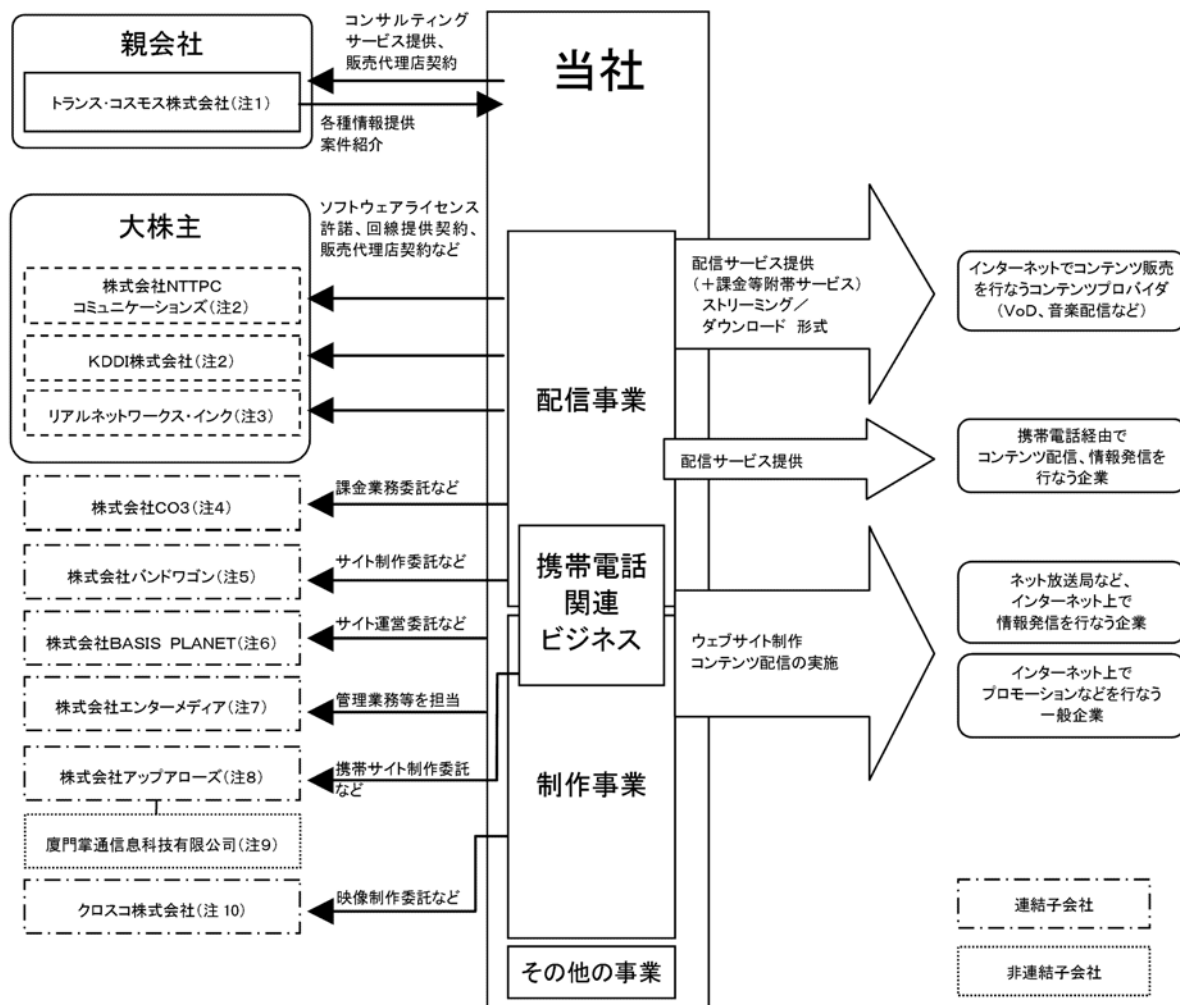 親会社
トランス・コスモス株式会社(注1)
コンサルティング
サービス提供、
販売代理店契約
各種情報提供
案件紹介
当社
大株主
株式会社NTTPC
コミュニケーションズ(注2)
KDDI株式会社(注2)
リアルネットワークス・インク(注3)
ソフトウェアライセンス
許諾、回線提供契約、
販売代理店契約など
株式会社CO3(注4)
課金業務委託など
株式会社バンドワゴン(注5)
サイト制作委託など
株式会社BASIS PLANET(注6)
サイト運営委託など
株式会社エンターメディア(注7)
管理業務等を担当
株式会社アップアローズ(注8)
携帯サイト制作委託
など
廈門掌通信息科技有限公司(注9)
クロスコ株式会社(注10)
映像制作委託など
配信事業
携帯電話
関連
ビジネス
制作事業
その他の事業
配信サービス提供
(+課金等附帯サービス)
ストリーミング/
ダウンロード 形式
配信サービス提供
ウェブサイト制作
コンテンツ配信の実施
インターネットでコンテンツ販売
を行なうコンテンツプロバイダ
(VoD、音楽配信など)
携帯電話経由で
コンテンツ配信、情報発信を
行なう企業
ネット放送局など、
インターネット上で
情報発信を行なう企業
インターネット上で
プロモーションなどを行なう
一般企業
連結子会社
非連結子会社